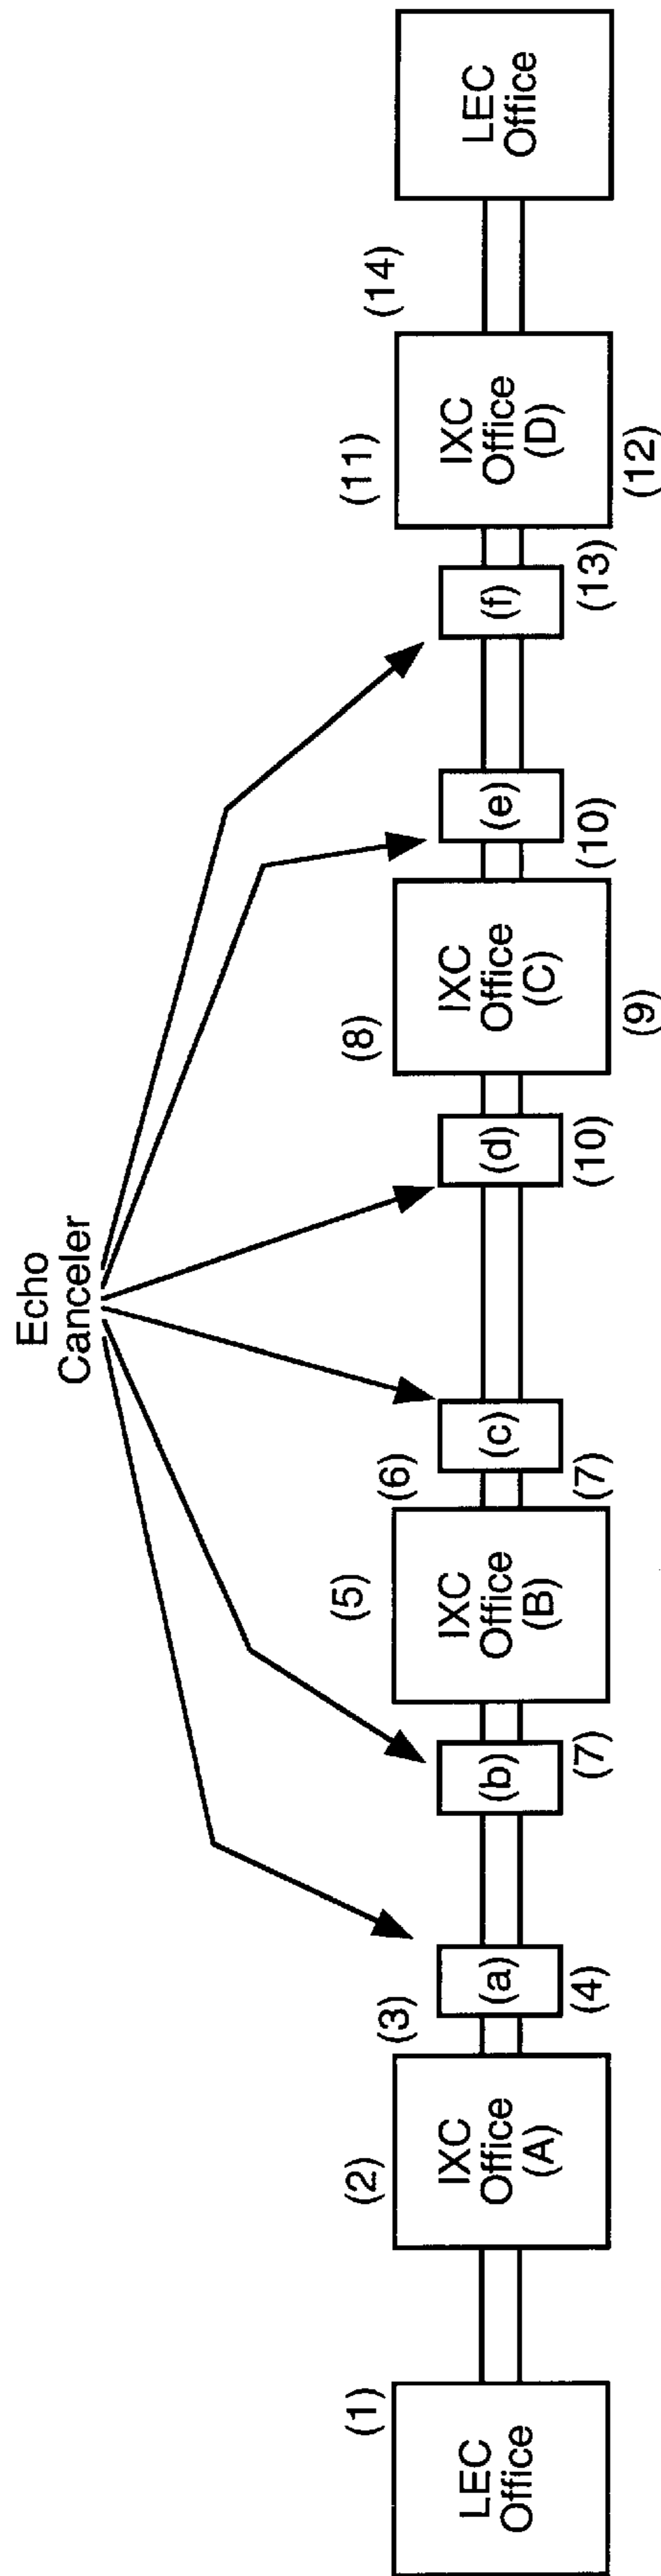 Echo
Canceler
(1)
LEC
Office
(2)
IXC
Office
(A)
(3)
(a)
(4)
(b)
(7)
(5)
IXC
Office
(B)
(6)
(c)
(7)
(d)
(10)
(8)
IXC
Office
(C)
(9)
(e)
(10)
(f)
(13)
(11)
IXC
Office
(D)
(12)
(14)
LEC
Office